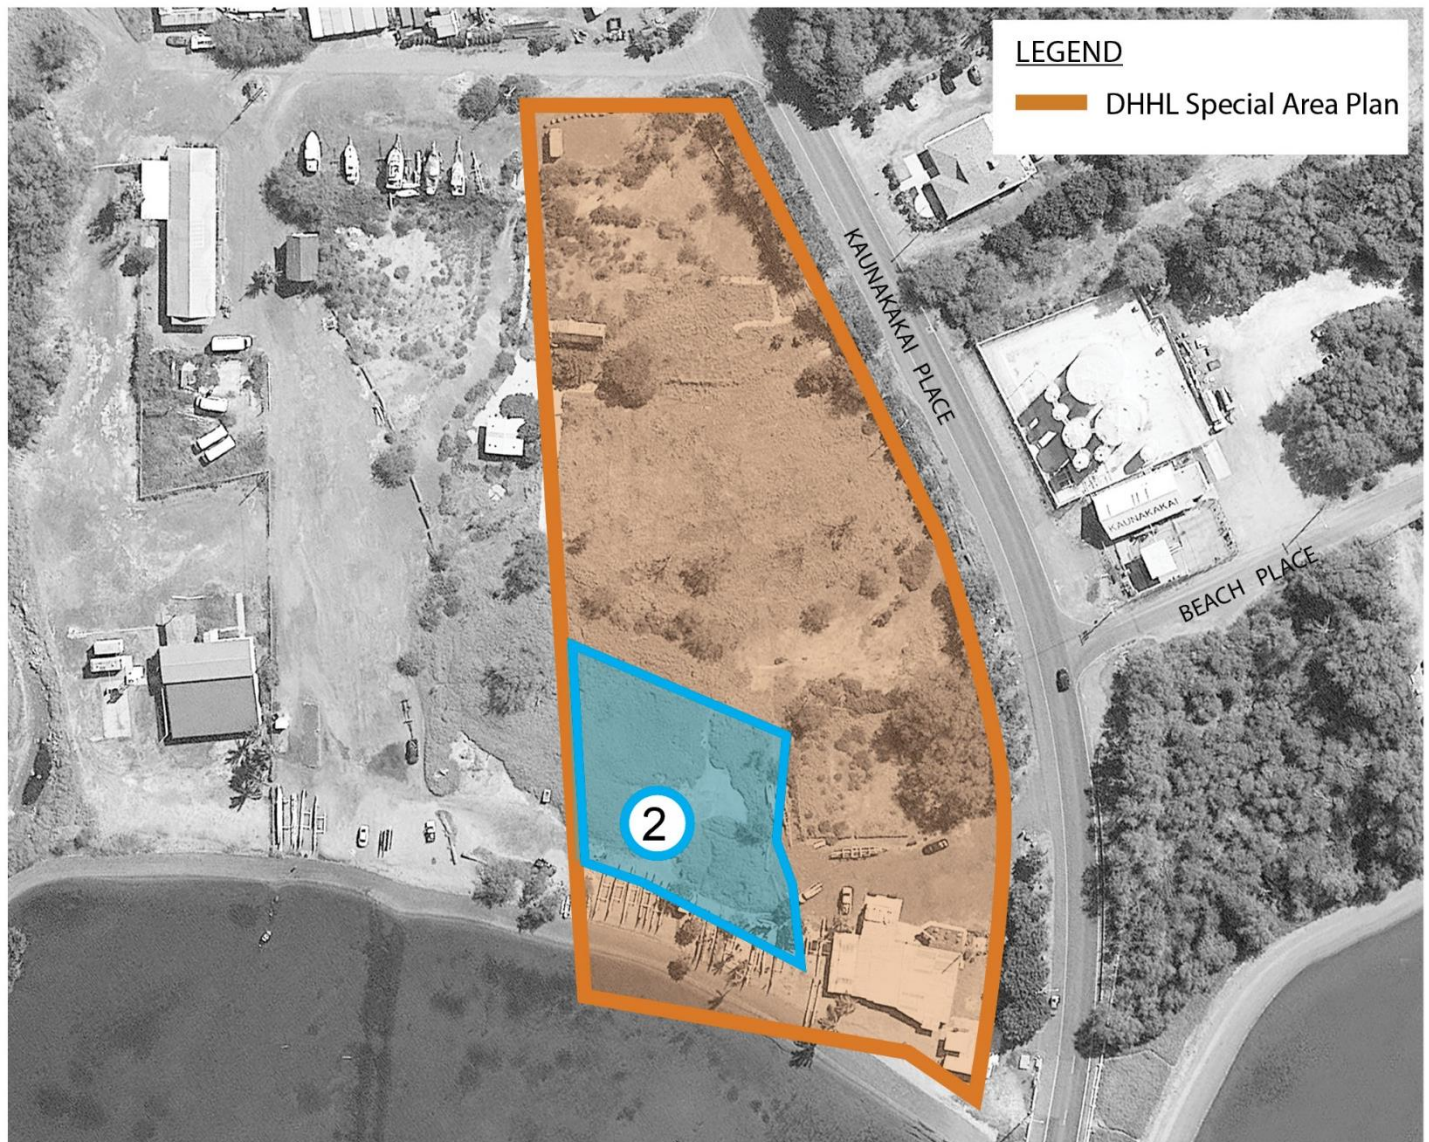 LEGEND
DHHL Special Area Plan
KAUNAKAKAI PLACE
KAUNAKAKAI
BEACH PLACE
2